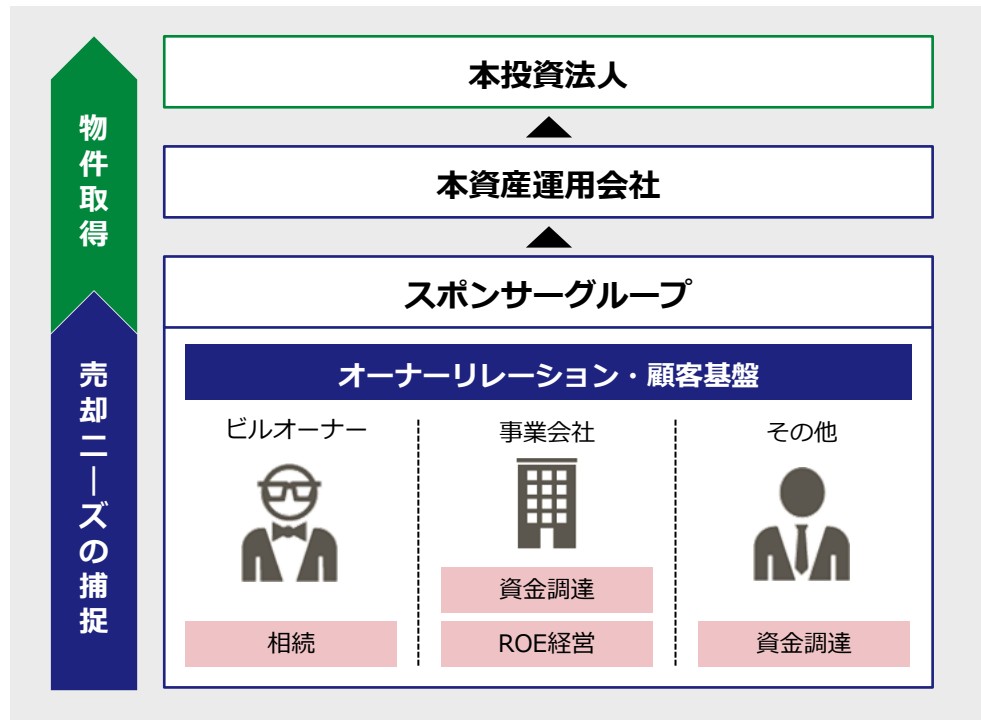 物件取得
売却ニーズの捕捉
本投資法人
本資産運用会社
スポンサーグループ
オーナーリレーション・顧客基盤
ビルオーナー
相続
事業会社
資金調達
ROE経営
その他
資金調達